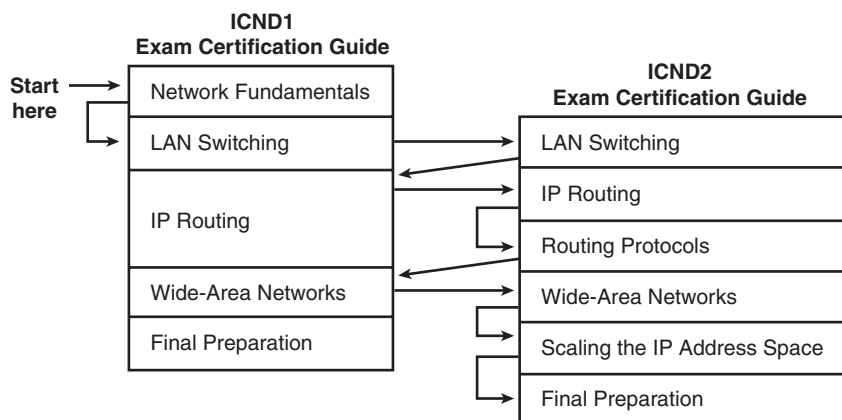 ICND1
Exam Certification Guide
Start
here
Network Fundamentals
LAN Switching
IP Routing
Wide-Area Networks
Final Preparation
ICND2
Exam Certification Guide
LAN Switching
IP Routing
Routing Protocols
Wide-Area Networks
Scaling the IP Address Space
Final Preparation